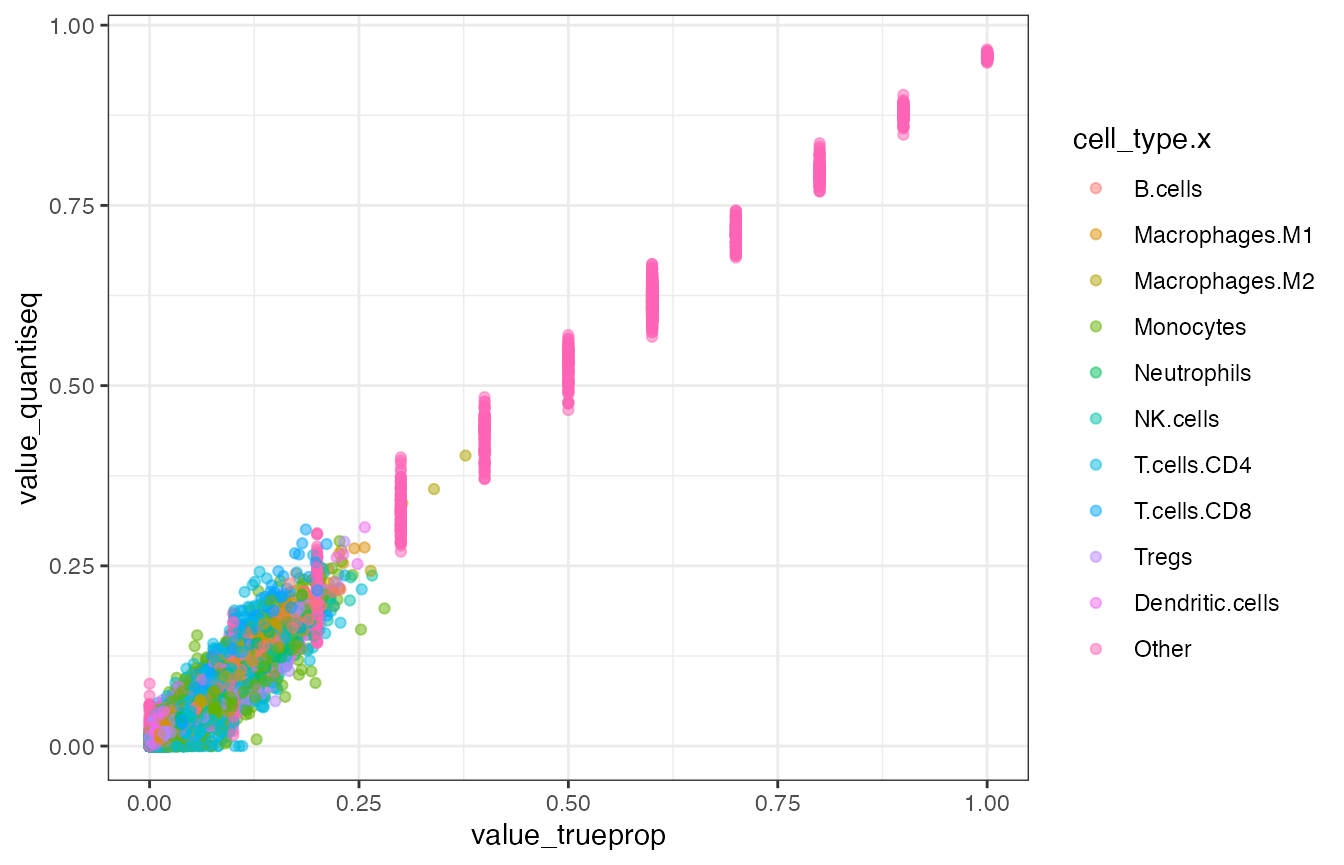 1.00
0.75
0.50
0.25
0.00
value_quantiseq
0.00 0.25 0.50 0.75 1.00
value_trueprop
cell_type.x
B.cells
Macrophages.M1
Macrophages.M2
Monocytes
Neutrophils
NK.cells
T.cells.CD4
T.cells.CD8
Tregs
Dendritic.cells
Other